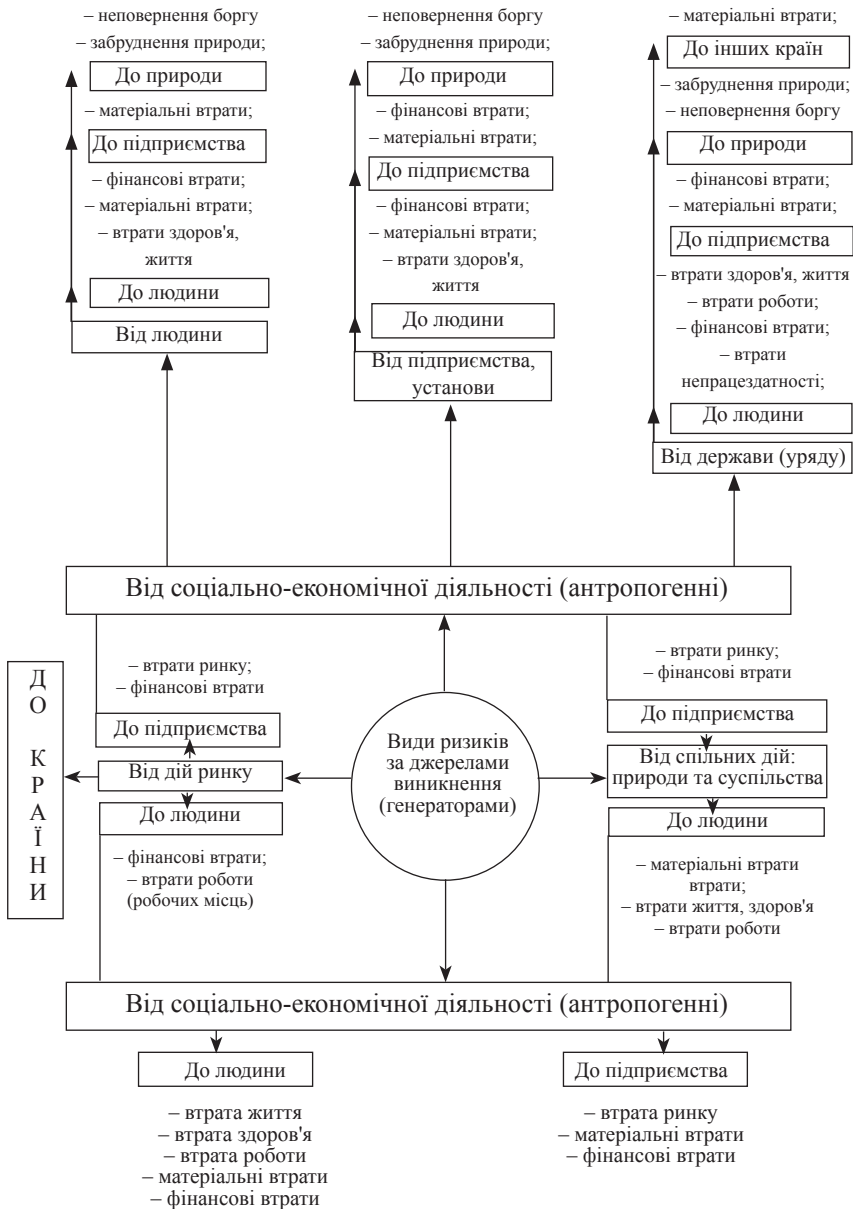 – неповернення боргу
– забруднення природи;
До природи
– матеріальні втрати;
До підприємства
– фінансові втрати;
– матеріальні втрати;
– втрати здоров'я,
життя
До людини
Від людини
– неповернення боргу
– забруднення природи;
До природи
– фінансові втрати;
– матеріальні втрати;
До підприємства
– фінансові втрати;
– матеріальні втрати;
– втрати здоров'я,
життя
До людини
Від підприємства,
установи
– матеріальні втрати;
До інших країн
– забруднення природи;
– неповернення боргу
До природи
– фінансові втрати;
– матеріальні втрати;
До підприємства
– втрати здоров'я, життя
– втрати роботи;
– фінансові втрати;
– втрати
непрацездатності;
До людини
Від держави (уряду)
Від соціально-економічної діяльності (антропогенні)
ДО КРАЇНИ
– втрати ринку;
– фінансові втрати
До підприємства
Від дій ринку
До людини
– фінансові втрати;
– втрати роботи
(робочих місць)
Види ризиків
за джерелами
виникнення
(генераторами)
– втрати ринку;
– фінансові втрати
До підприємства
Від спільних дій:
природи та суспільства
До людини
– матеріальні втрати
втрати;
– втрати життя, здоров'я
– втрати роботи
Від соціально-економічної діяльності (антропогенні)
До людини
– втрата життя
– втрата здоров'я
– втрата роботи
– матеріальні втрати
– фінансові втрати
До підприємства
– втрата ринку
– матеріальні втрати
– фінансові втрати